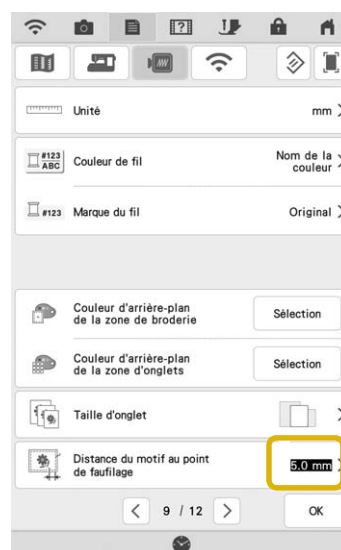 Unité
mm
#123
ABC
Couleur de fil
Nom de la
couleur
#123
Marque du fil
Original
Couleur d'arrière-plan
de la zone de broderie
Sélection
Couleur d'arrière-plan
de la zone d'onglets
Sélection
Taille d'onglet
Distance du motif au point
de faufilage
5.0 mm
9 / 12
OK